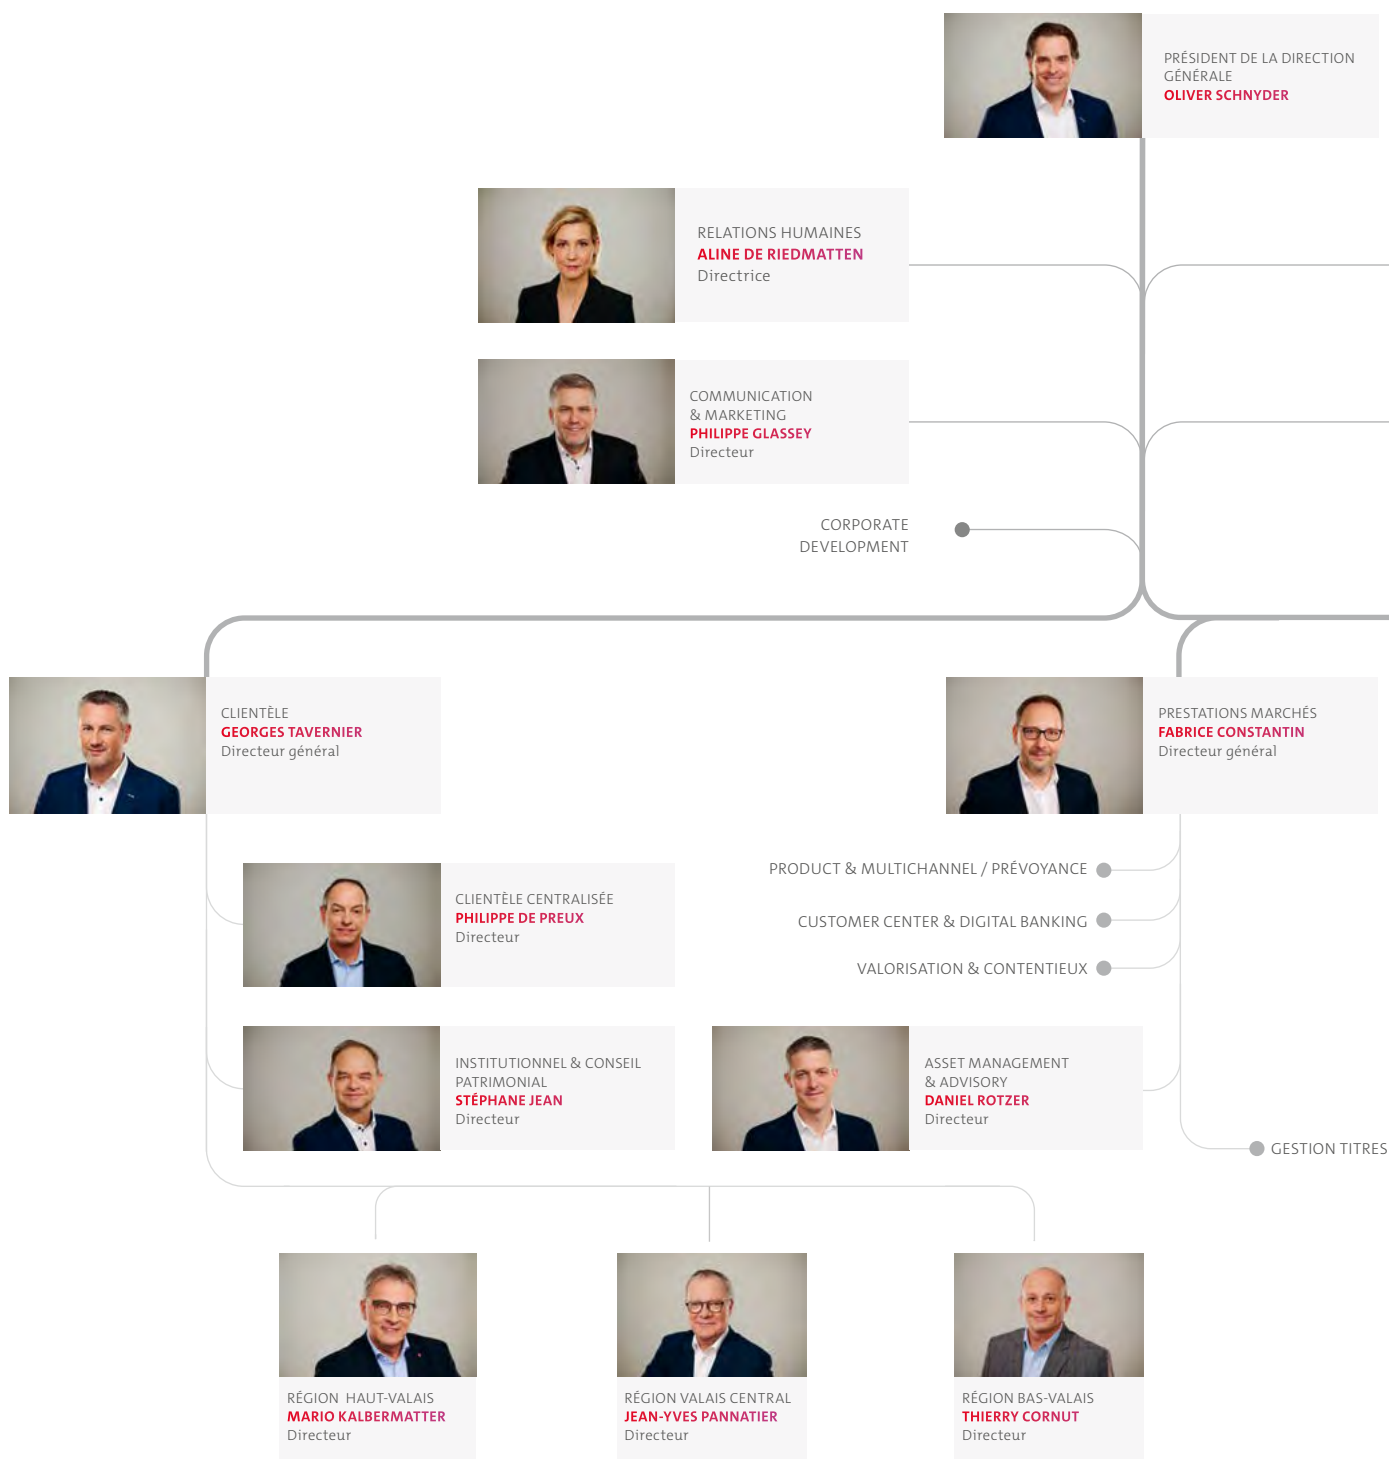 PRÉSIDENT DE LA DIRECTION
GÉNÉRALE
OLIVER SCHNYDER
RELATIONS HUMAINES
ALINE DE RIEDMATTEN
Directrice
COMMUNICATION
& MARKETING
PHILIPPE GLASSEY
Directeur
CORPORATE
DEVELOPMENT
CLIENTÈLE
GEORGES TAVERNIER
Directeur général
PRESTATIONS MARCHÉS
FABRICE CONSTANTIN
Directeur général
CLIENTÈLE CENTRALISÉE
PHILIPPE DE PREUX
Directeur
PRODUCT & MULTICHANNEL / PRÉVOYANCE
CUSTOMER CENTER & DIGITAL BANKING
VALORISATION & CONTENTIEUX
INSTITUTIONNEL & CONSEIL
PATRIMONIAL
STÉPHANE JEAN
Directeur
ASSET MANAGEMENT
& ADVISORY
DANIEL ROTZER
Directeur
GESTION TITRES
RÉGION HAUT-VALAIS
MARIO KALBERMATTER
Directeur
RÉGION VALAIS CENTRAL
JEAN-YVES PANNATIER
Directeur
RÉGION BAS-VALAIS
THIERRY CORNUT
Directeur